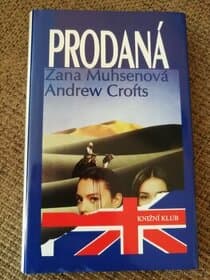 PRODANÁ
Zana Muhsenová
Andrew Crofts
KNIŽNÍ KLUB